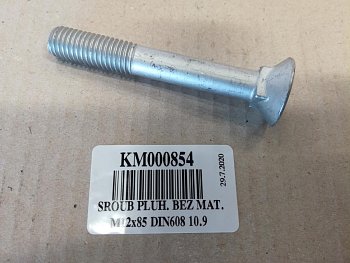 KM000854
29.7.2020
SROUB PLUH. BEZ MAT.
M12x85 DIN608 10.9